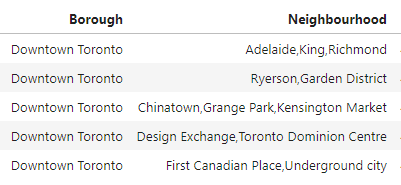 Borough Neighbourhood
Downtown Toronto Adelaide,King,Richmond
Downtown Toronto Ryerson,Garden District
Downtown Toronto Chinatown,Grange Park,Kensington Market
Downtown Toronto Design Exchange,Toronto Dominion Centre
Downtown Toronto First Canadian Place,Underground city